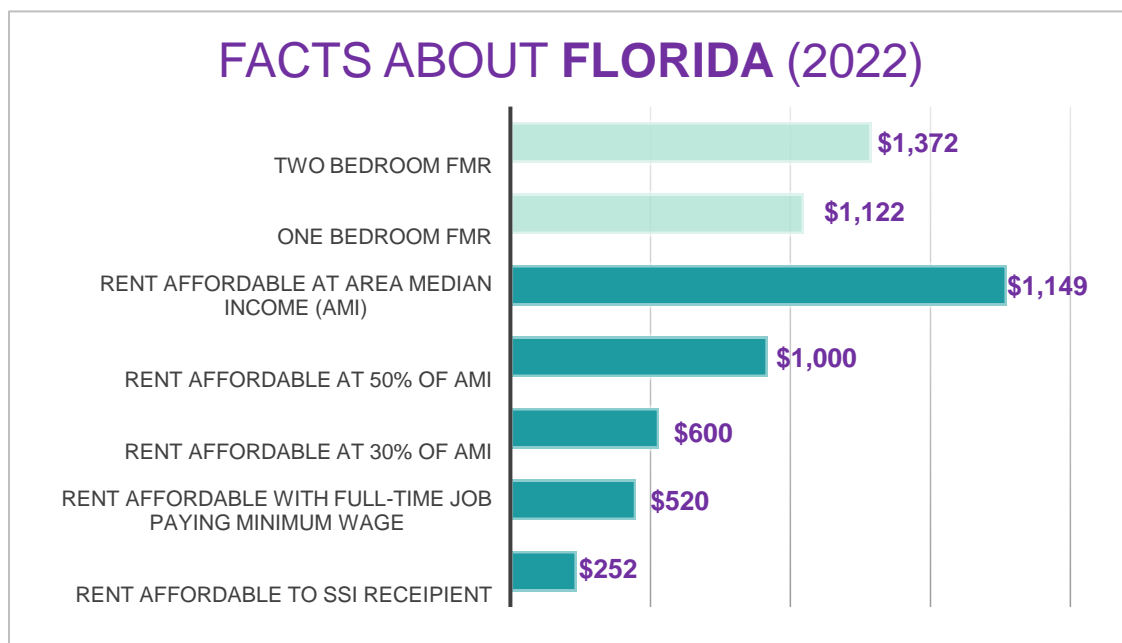 FACTS ABOUT FLORIDA (2022)
TWO BEDROOM FMR
$1,372
ONE BEDROOM FMR
$1,122
RENT AFFORDABLE AT AREA MEDIAN
INCOME (AMI)
$1,149
RENT AFFORDABLE AT 50% OF AMI
$1,000
RENT AFFORDABLE AT 30% OF AMI
$600
RENT AFFORDABLE WITH FULL-TIME JOB
PAYING MINIMUM WAGE
$520
RENT AFFORDABLE TO SSI RECEIPIENT
$252